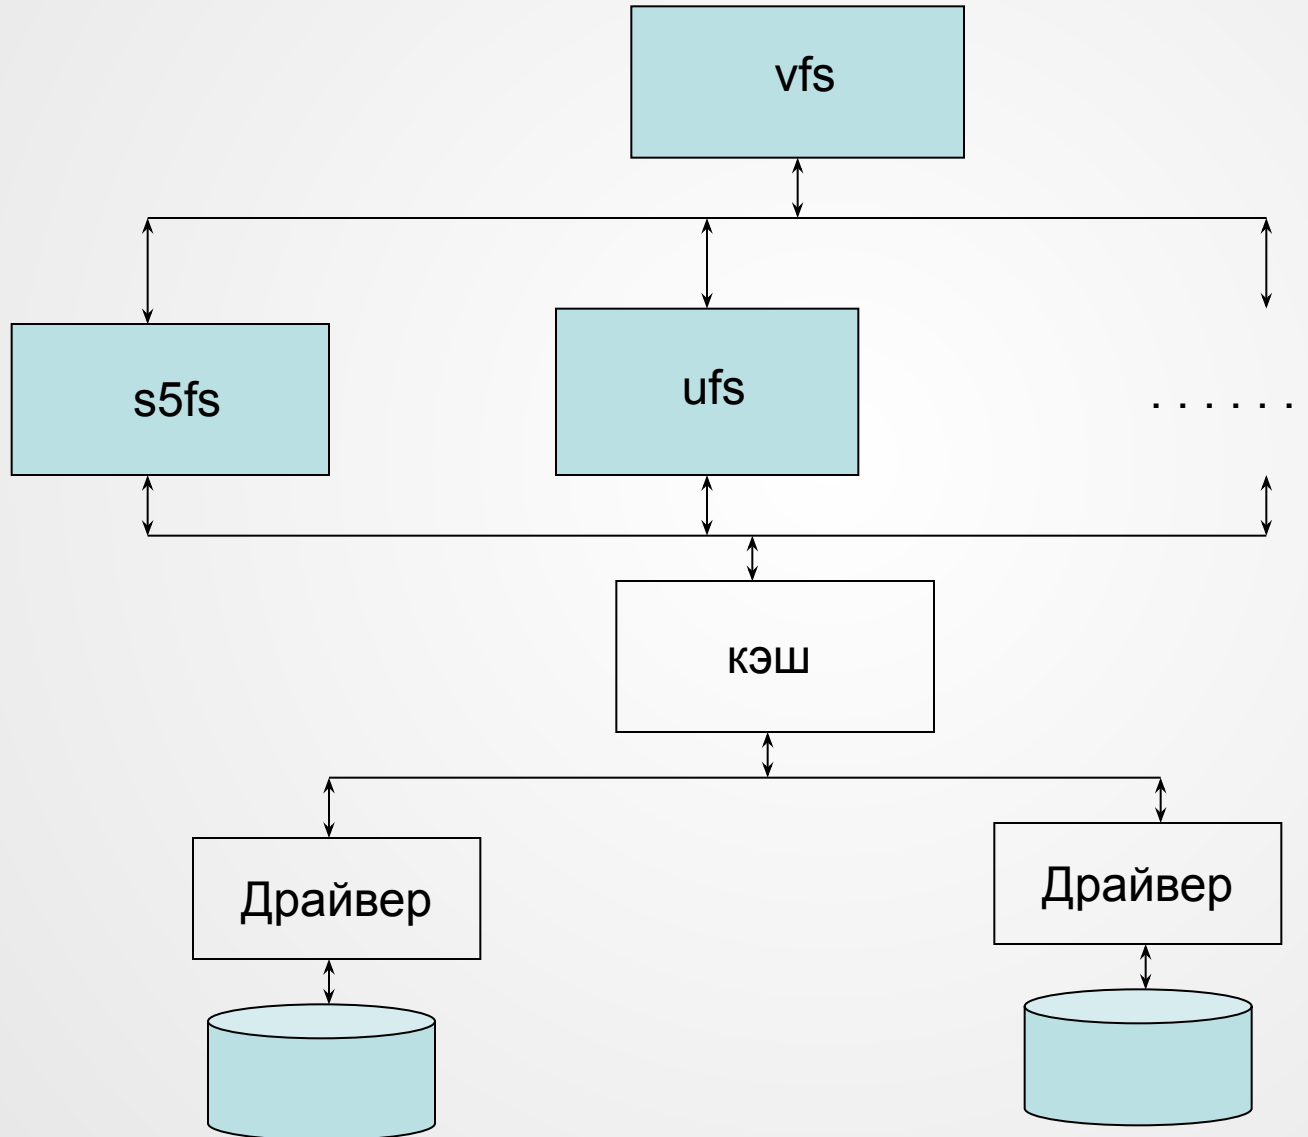 vfs
s5fs
ufs
. . . . . .
кэш
Драйвер
Драйвер